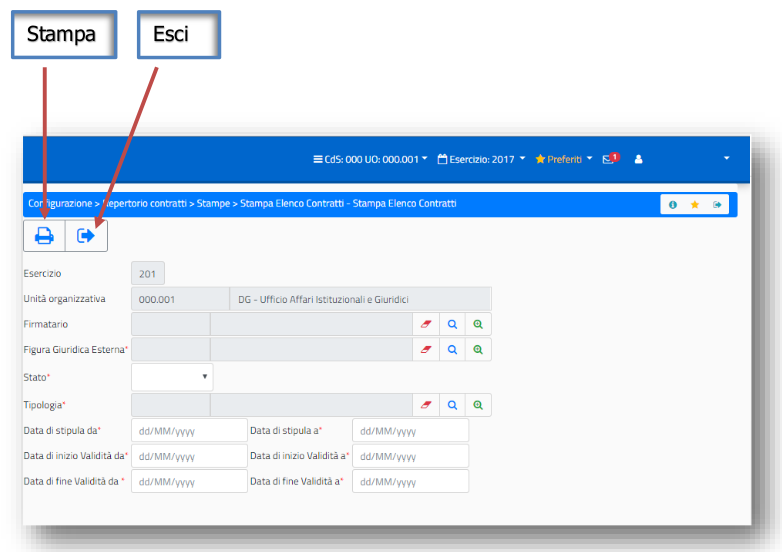 Stampa Esci
CdS: 000 UO: 000.001 Esercizio: 2017 Preferiti 1
Configurazione > Repertorio contratti > Stampe > Stampa Elenco Contratti - Stampa Elenco Contratti
Esercizio 201
Unità organizzativa 000.001 DG - Ufficio Affari Istituzionali e Giuridici
Firmatario
Figura Giuridica Esterna*
Stato*
Tipologia*
Data di stipula da* dd/MM/yyyy Data di stipula a* dd/MM/yyyy
Data di inizio Validità da* dd/MM/yyyy Data di inizio Validità a* dd/MM/yyyy
Data di fine Validità da * dd/MM/yyyy Data di fine Validità a* dd/MM/yyyy